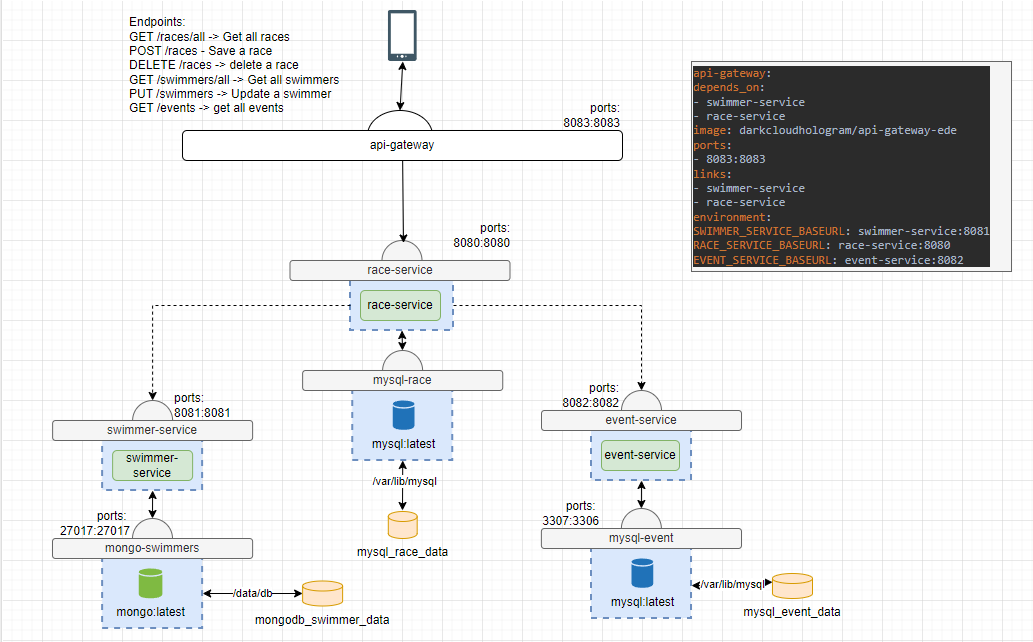 Endpoints:
GET /races/all -> Get all races
POST /races - Save a race
DELETE /races -> delete a race
GET /swimmers/all -> Get all swimmers
PUT /swimmers -> Update a swimmer
GET /events -> get all events
ports:
8083:8083
api-gateway
api-gateway:
depends_on:
- swimmer-service
- race-service
image: darkcloudhologram/api-gateway-ede
ports:
- 8083:8083
links:
- swimmer-service
- race-service
environment:
SWIMMER_SERVICE_BASEURL: swimmer-service:8081
RACE_SERVICE_BASEURL: race-service:8080
EVENT_SERVICE_BASEURL: event-service:8082
ports:
8080:8080
race-service
race-service
mysql-race
mysql:latest
/var/lib/mysql
mysql_race_data
ports:
8081:8081
swimmer-service
swimmer-
service
ports:
27017:27017
mongo-swimmers
mongo:latest
/data/db
mongodb_swimmer_data
ports:
8082:8082
event-service
event-service
ports:
3307:3306
mysql-event
mysql:latest
/var/lib/mysql
mysql_event_data